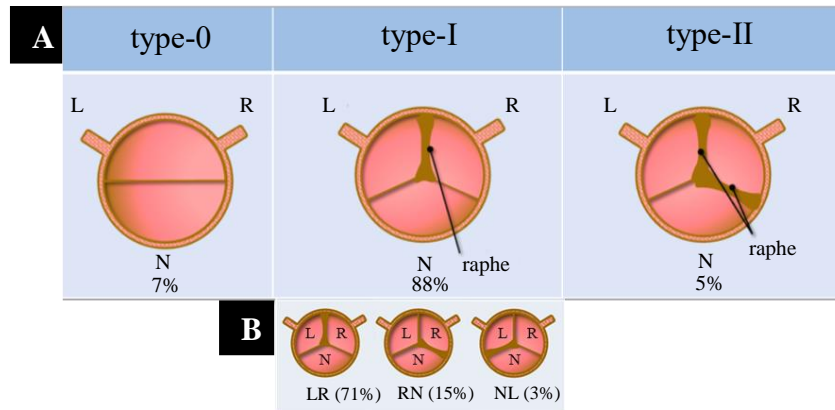 A
type-0 type-I type-II
L R L R L R
N N raphe N raphe
7% 88% 5%
B
L R L R L R
N N N
LR (71%) RN (15%) NL (3%)